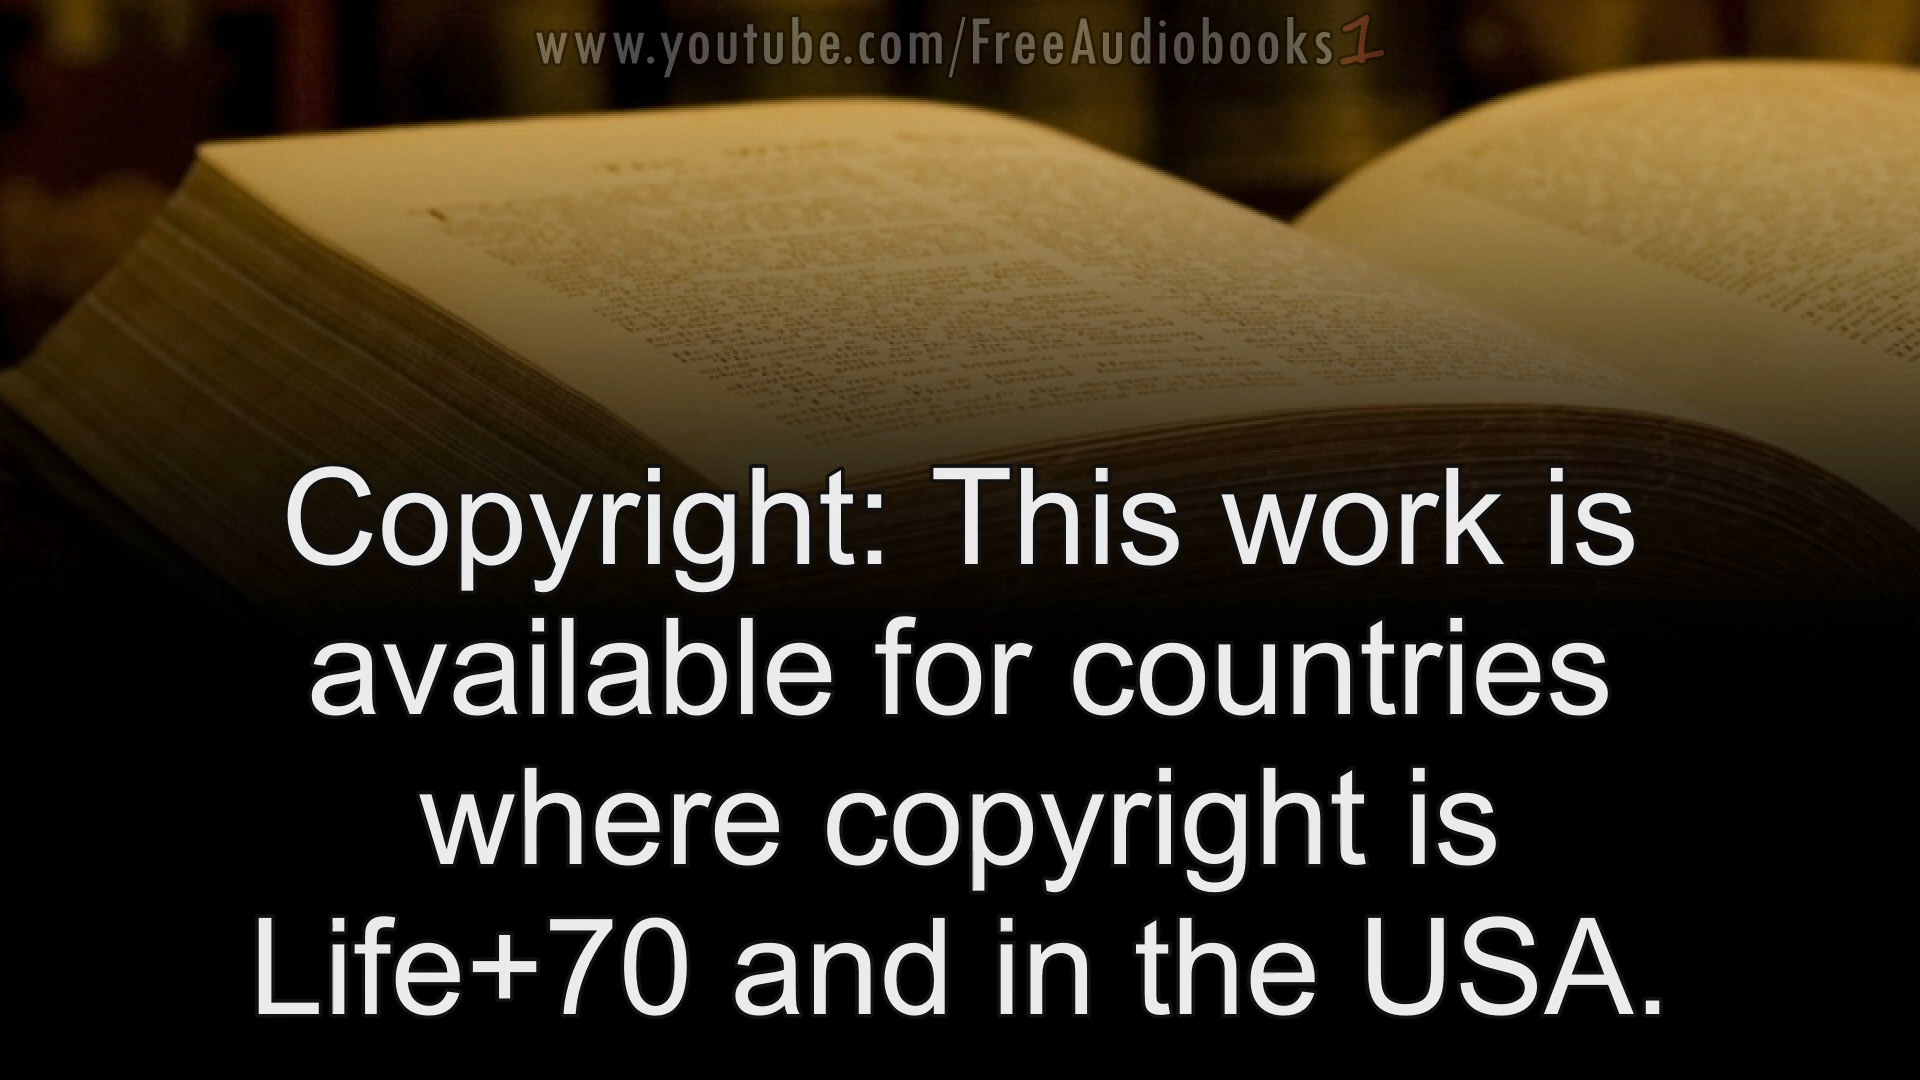 www.youtube.com/FreeAudiobooks1
Copyright: This work is
available for countries
where copyright is
Life+70 and in the USA.